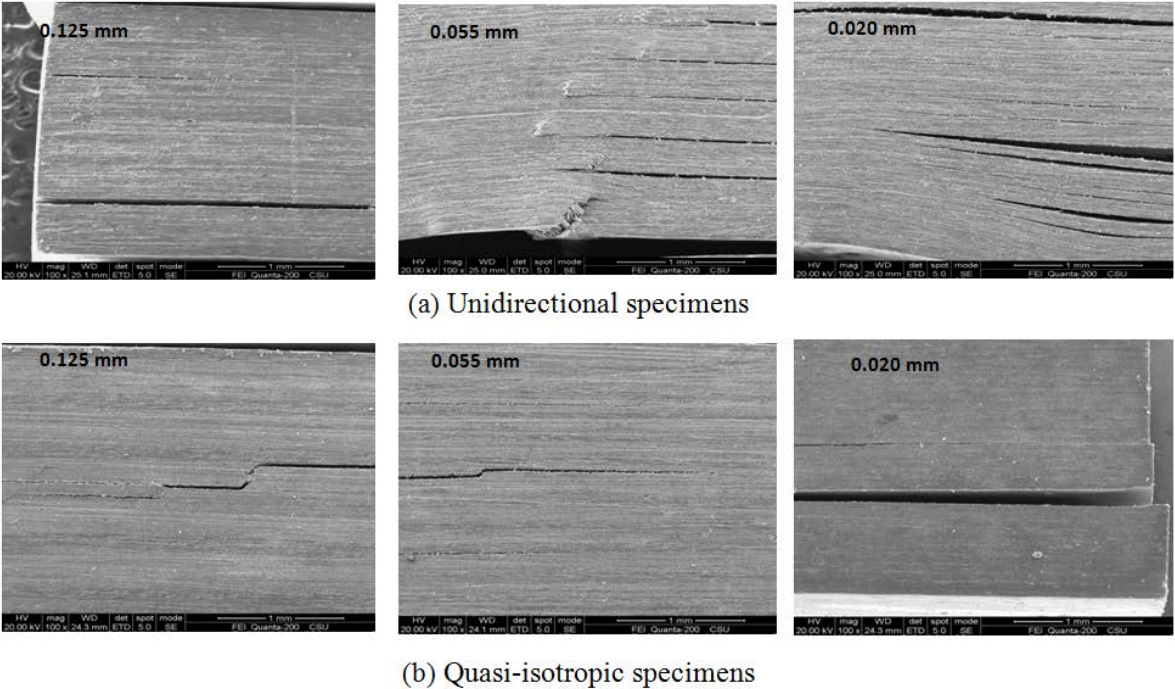 0.125 mm 0.055 mm 0.020 mm
HV mag WD det spot mode 1 mm
20.00 kV 100 x 25.1 mm ETD 5.0 SE FEI Quanta-200 CSU
HV mag WD det spot mode 1 mm
20.00 kV 100 x 25.0 mm ETD 5.0 SE FEI Quanta-200 CSU
HV mag WD det spot mode 1 mm
20.00 kV 100 x 25.0 mm ETD 5.0 SE FEI Quanta-200 CSU
(a) Unidirectional specimens
0.125 mm 0.055 mm 0.020 mm
HV mag WD det spot mode 1 mm
20.00 kV 100 x 24.3 mm ETD 5.0 SE FEI Quanta-200 CSU
HV mag WD det spot mode 1 mm
20.00 kV 100 x 24.1 mm ETD 5.0 SE FEI Quanta-200 CSU
HV mag WD det spot mode 1 mm
20.00 kV 100 x 24.3 mm ETD 5.0 SE FEI Quanta-200 CSU
(b) Quasi-isotropic specimens